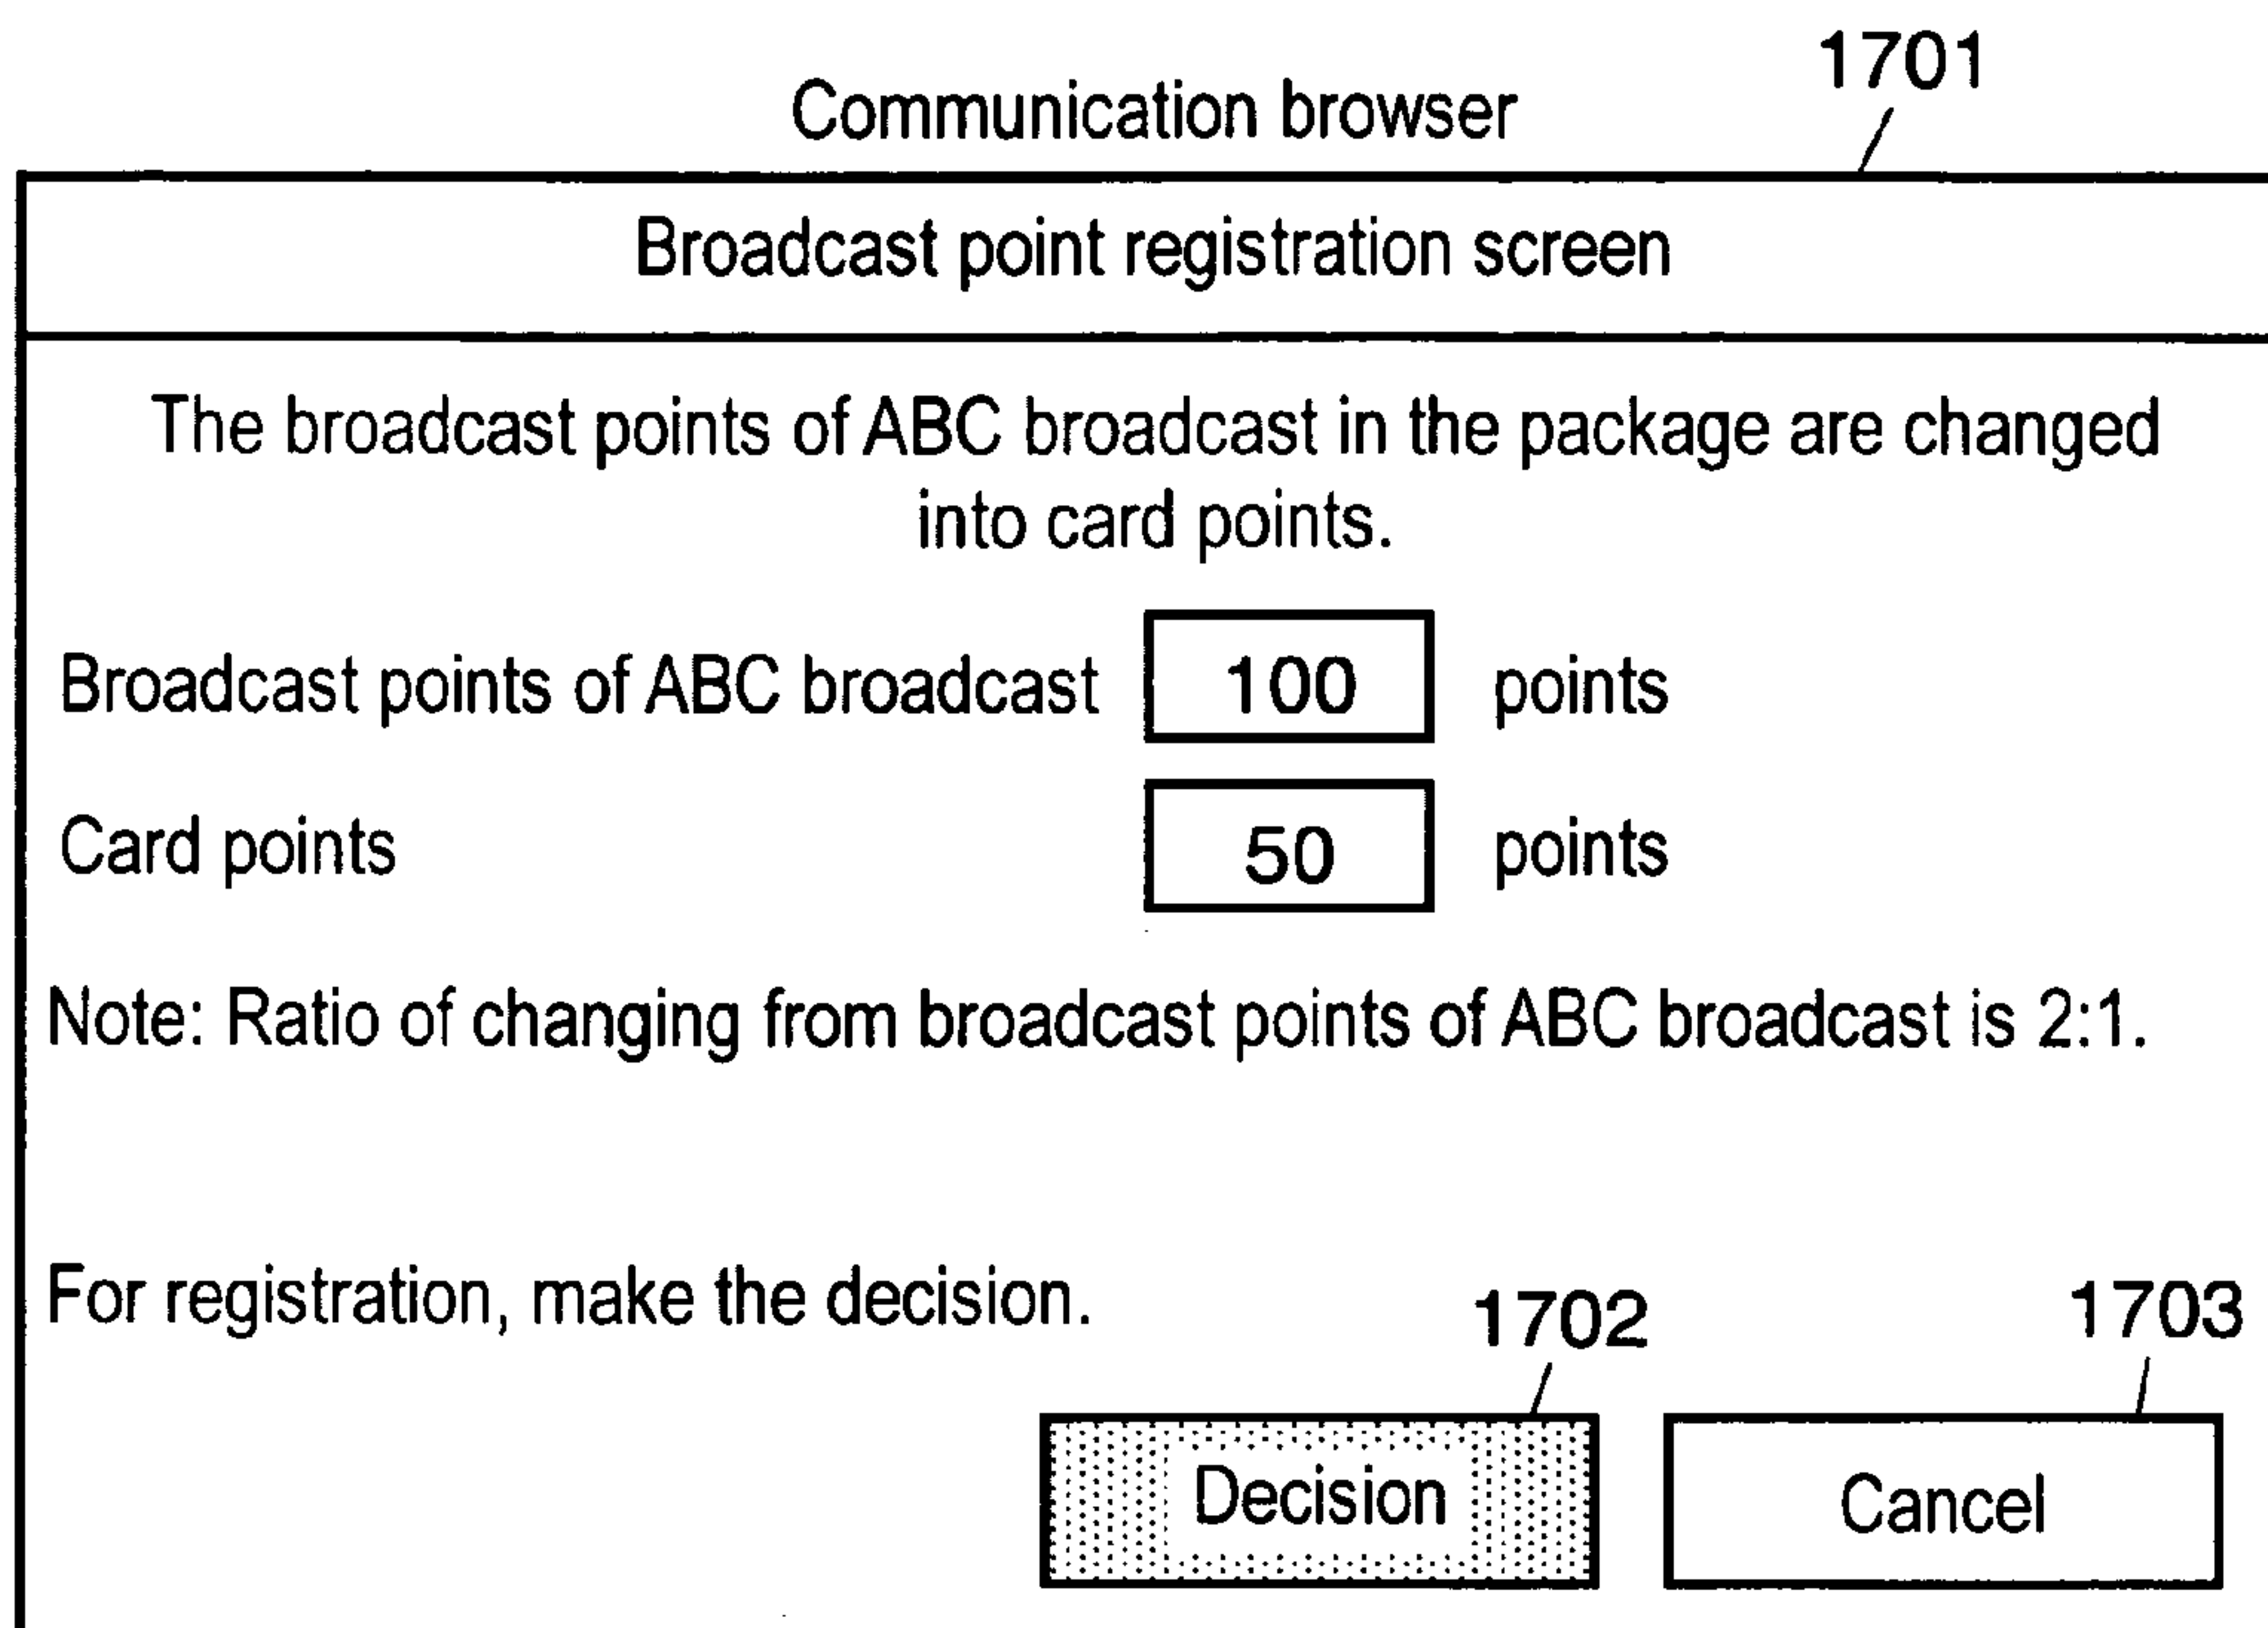 1701
Communication browser
Broadcast point registration screen
The broadcast points of ABC broadcast in the package are changed
into card points.
Broadcast points of ABC broadcast 100 points
Card points 50 points
Note: Ratio of changing from broadcast points of ABC broadcast is 2:1.
For registration, make the decision.
1702 1703
Decision Cancel